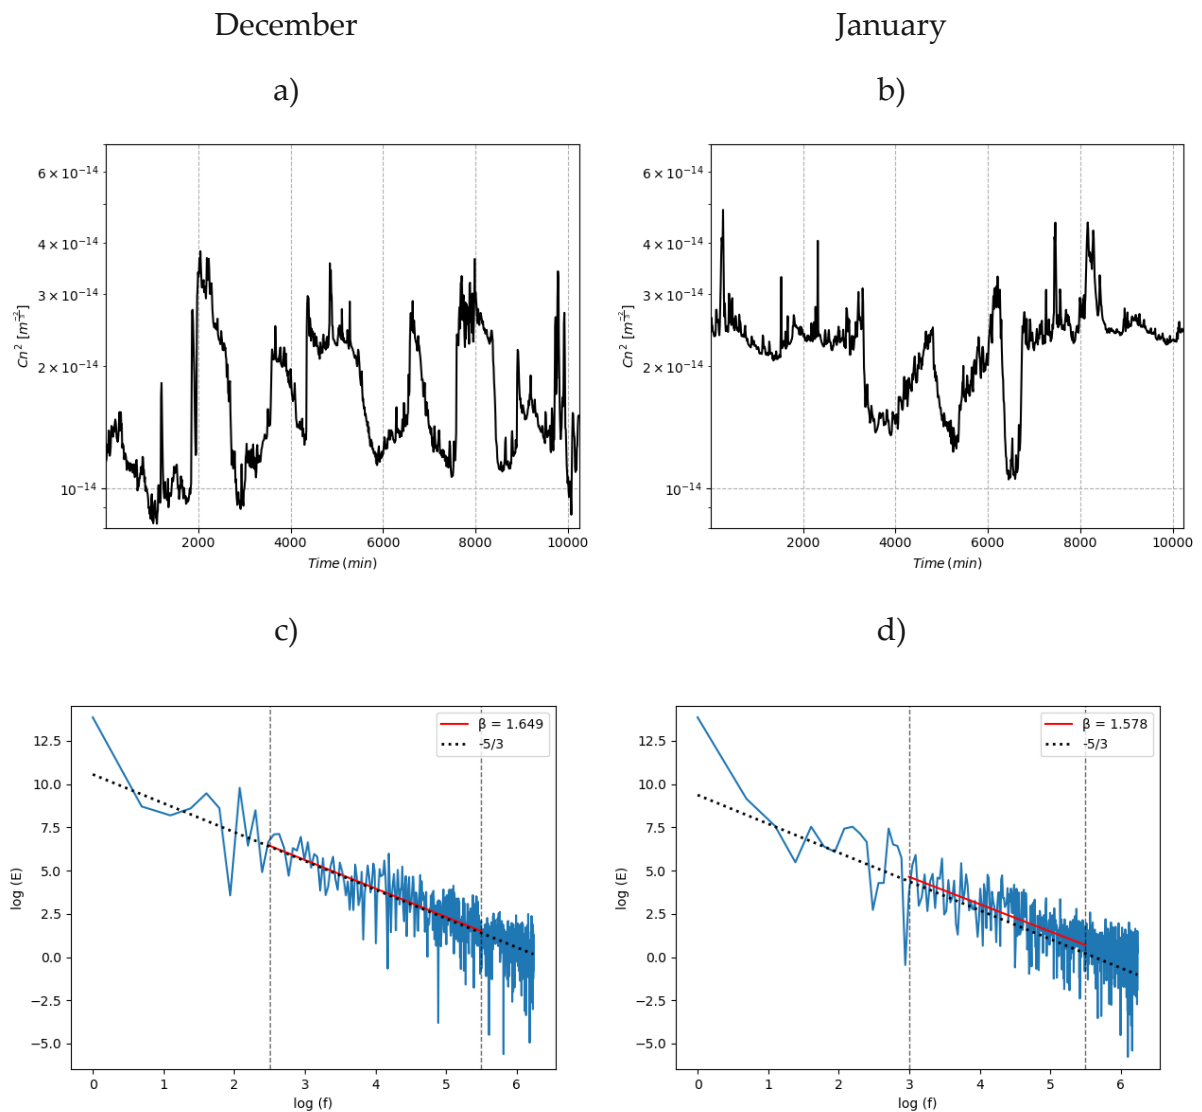 December January
a) b)
6 × 10⁻¹⁴
4 × 10⁻¹⁴
3 × 10⁻¹⁴
2 × 10⁻¹⁴
10⁻¹⁴
Cn² [m^-2/3]
2000 4000 6000 8000 10000
Time (min)
6 × 10⁻¹⁴
4 × 10⁻¹⁴
3 × 10⁻¹⁴
2 × 10⁻¹⁴
10⁻¹⁴
Cn² [m^-2/3]
2000 4000 6000 8000 10000
Time (min)
c) d)
β = 1.649
-5/3
12.5
10.0
7.5
5.0
2.5
0.0
−2.5
−5.0
log (E)
0 1 2 3 4 5 6
log (f)
β = 1.578
-5/3
12.5
10.0
7.5
5.0
2.5
0.0
−2.5
−5.0
log (E)
0 1 2 3 4 5 6
log (f)